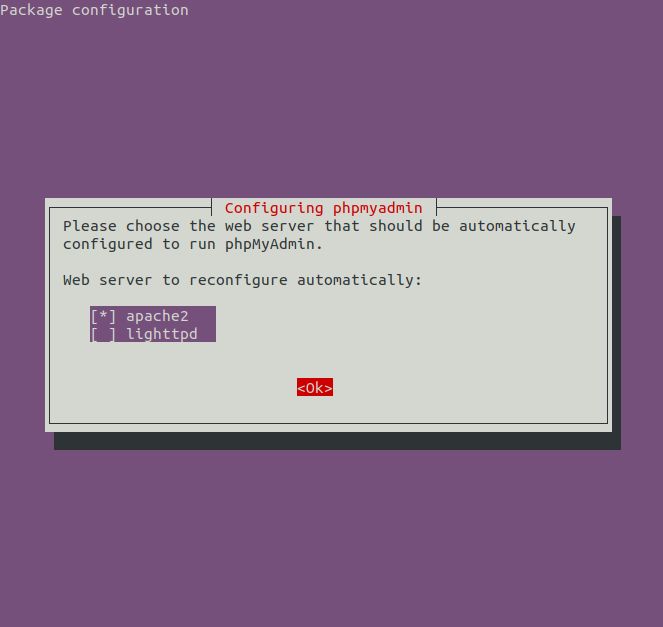 Package configuration
Configuring phpmyadmin
Please choose the web server that should be automatically
configured to run phpMyAdmin.
Web server to reconfigure automatically:
[*] apache2
[ ] lighttpd
<Ok>